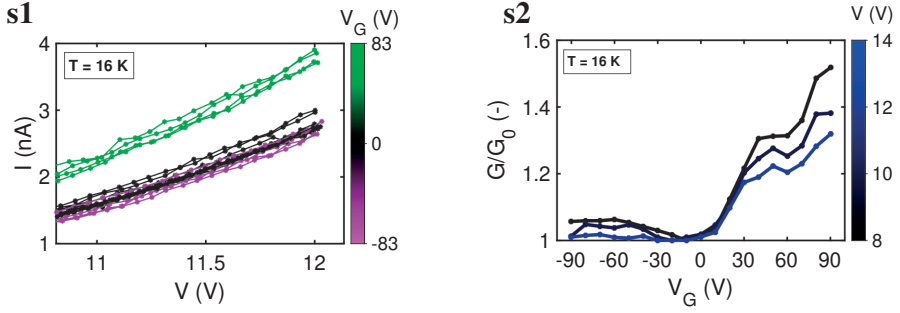 s1
V_G (V)
4
3
2
1
I (nA)
T = 16 K
11
11.5
12
V (V)
83
0
-83
s2
V (V)
1.6
1.4
1.2
1
G/G_0 (-)
T = 16 K
-90
-60
-30
0
30
60
90
V_G (V)
14
12
10
8